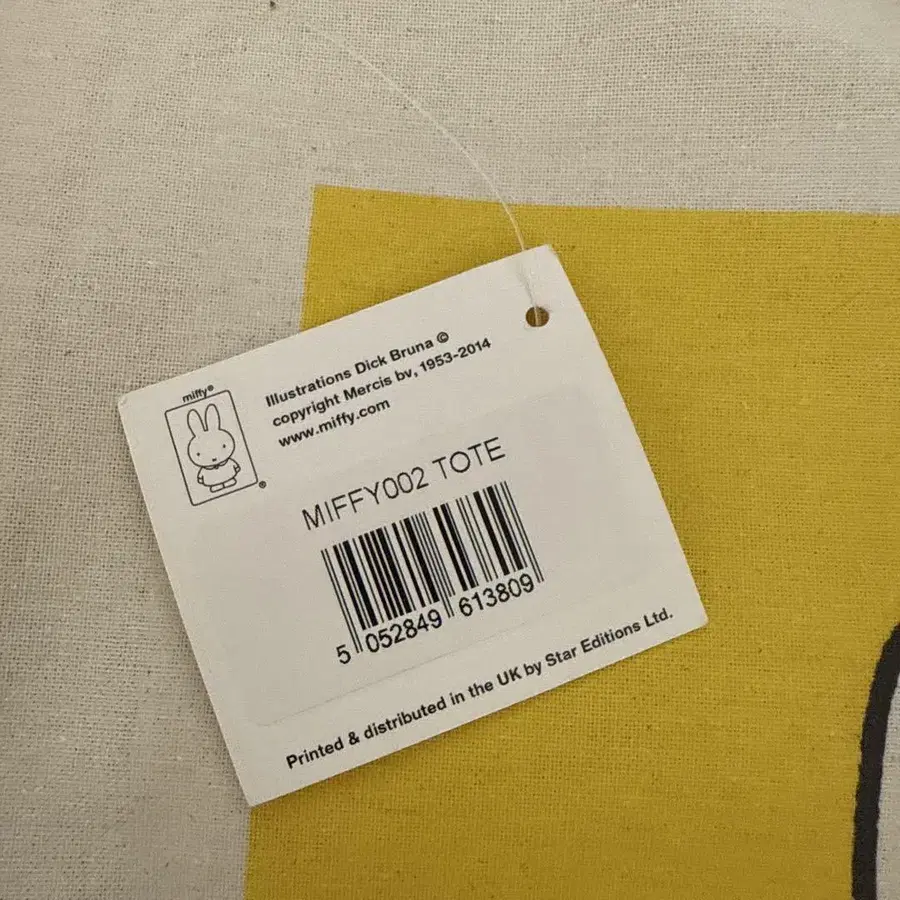 miffy®
Illustrations Dick Bruna ©
copyright Mercis bv, 1953-2014
www.miffy.com
®
MIFFY002 TOTE
5 052849 613809
Printed & distributed in the UK by Star Editions Ltd.